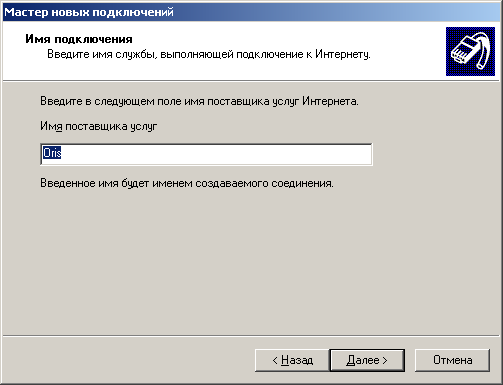 Мастер новых подключений
Имя подключения
Введите имя службы, выполняющей подключение к Интернету.
Введите в следующем поле имя поставщика услуг Интернета.
Имя поставщика услуг
Oris
Введенное имя будет именем создаваемого соединения.
< Назад
Далее >
Отмена